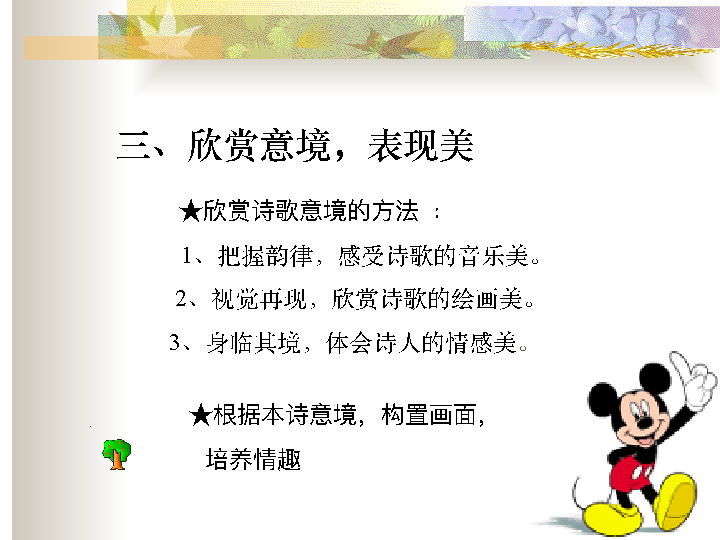 三、欣赏意境，表现美
★欣赏诗歌意境的方法 ：
1、把握韵律，感受诗歌的音乐美。
2、视觉再现，欣赏诗歌的绘画美。
3、身临其境，体会诗人的情感美。
★根据本诗意境，构置画面，
培养情趣